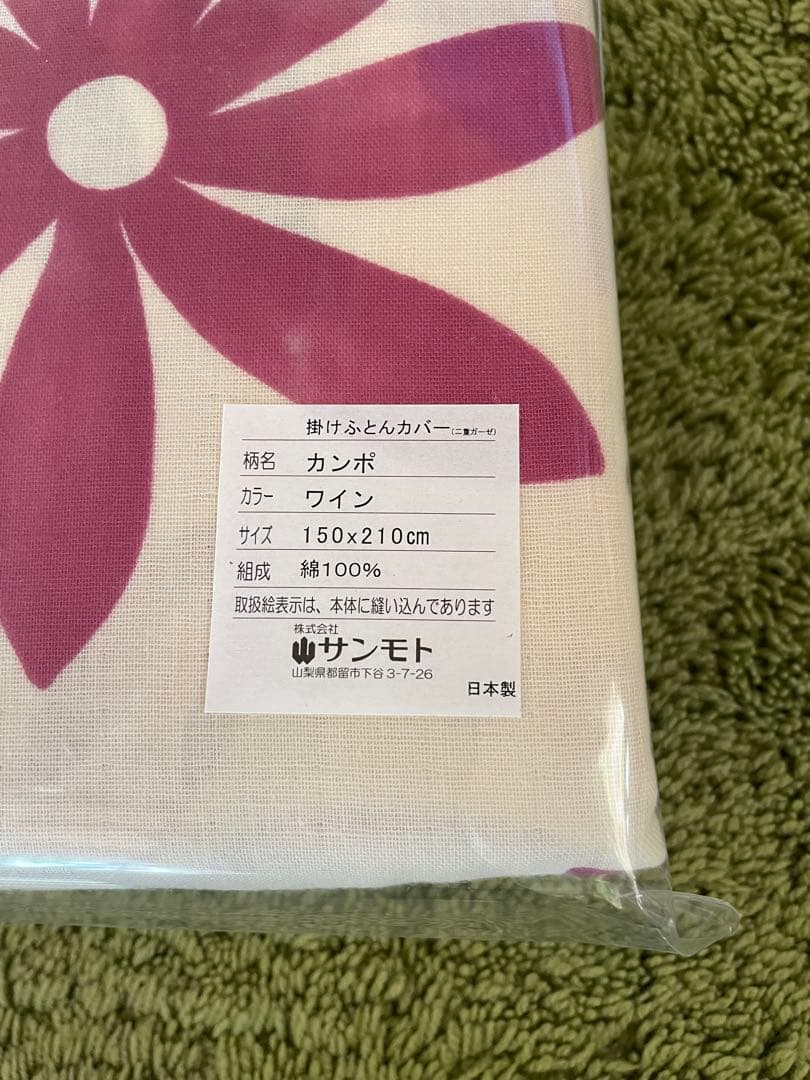 掛けふとんカバー(二重ガーゼ)
柄名 カンポ
カラー ワイン
サイズ 150x210cm
組成 綿100%
取扱絵表示は、本体に縫い込んであります
株式会社
サンモト
山梨県都留市下谷3-7-26
日本製